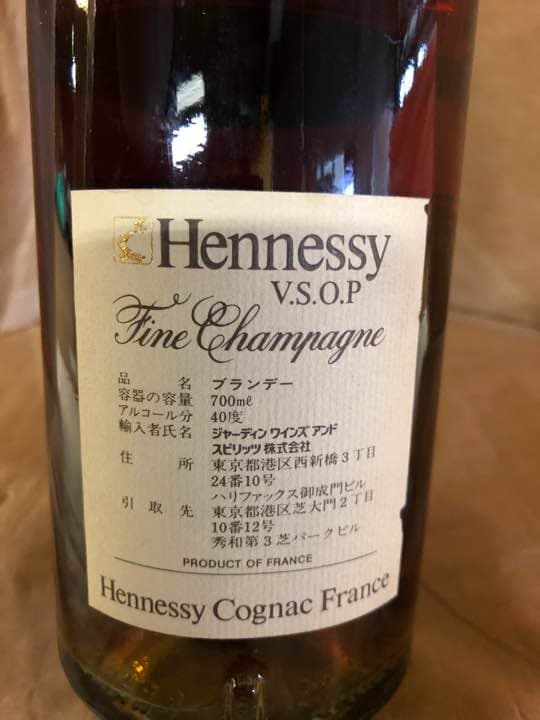 Hennessy
V.S.O.P
Fine Champagne
品 名 ブランデー
容器の容量 700mℓ
アルコール分 40度
輸入者氏名 ジャーディン ワインズ アンド
スピリッツ 株式会社
住 所 東京都港区西新橋3丁目
24番10号
ハリファックス御成門ビル
引 取 先 東京都港区芝大門2丁目
10番12号
秀和第3芝パークビル
PRODUCT OF FRANCE
Hennessy Cognac France